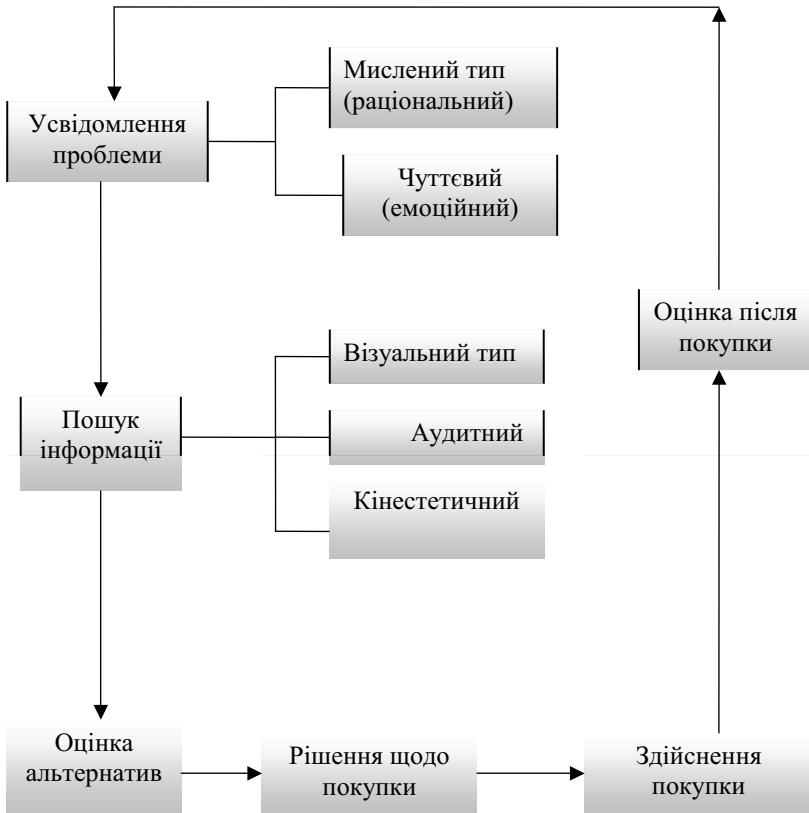 Мислений тип
(раціональний)
Усвідомлення
проблеми
Чуттєвий
(емоційний)
Оцінка після
покупки
Візуальний тип
Пошук
інформації
Аудитний
Кінестетичний
Оцінка
альтернатив
Рішення щодо
покупки
Здійснення
покупки